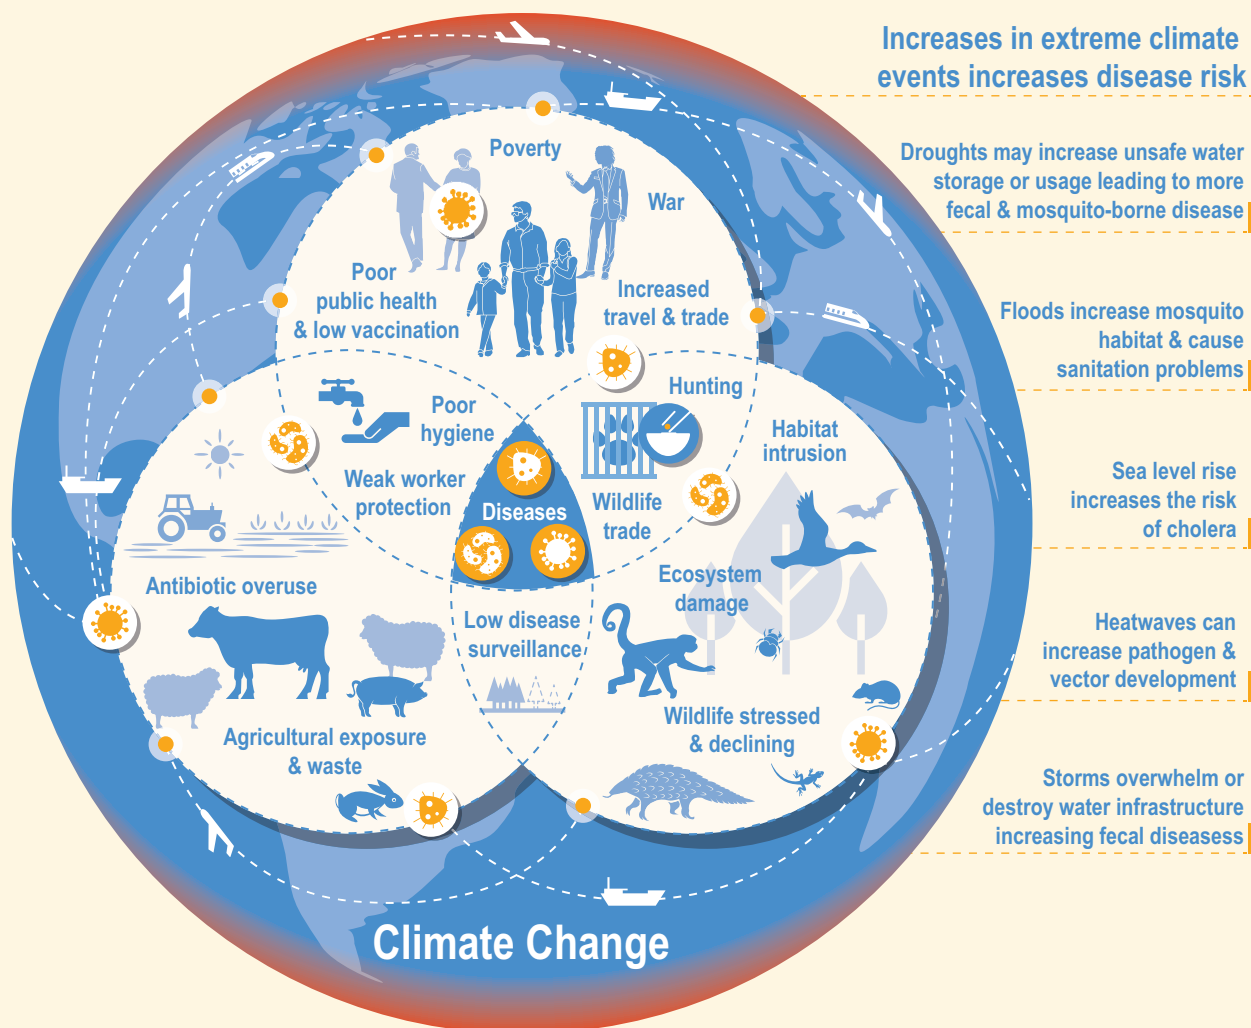 Increases in extreme climate
events increases disease risk
Droughts may increase unsafe water
storage or usage leading to more
fecal & mosquito-borne disease
Floods increase mosquito
habitat & cause
sanitation problems
Sea level rise
increases the risk
of cholera
Heatwaves can
increase pathogen &
vector development
Storms overwhelm or
destroy water infrastructure
increasing fecal diseasess
Poverty
War
Poor
public health
& low vaccination
Increased
travel & trade
Poor
hygiene
Weak worker
protection
Hunting
Wildlife
trade
Habitat
intrusion
Diseases
Antibiotic overuse
Ecosystem
damage
Low disease
surveillance
Agricultural exposure
& waste
Wildlife stressed
& declining
Climate Change